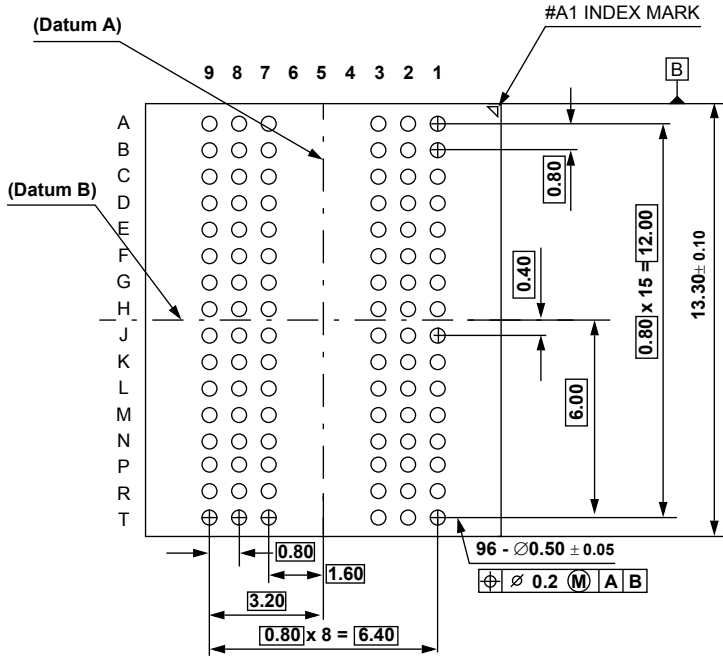 #A1 INDEX MARK
(Datum A)
B
9 8 7 6 5 4 3 2 1
A
B
C
D
E
F
G
H
J
K
L
M
N
P
R
T
(Datum B)
0.80
0.40
0.80 x 15 = 12.00
13.30± 0.10
6.00
96 - ∅0.50 ± 0.05
⌖ ∅ 0.2 Ⓜ A B
0.80
1.60
3.20
0.80 x 8 = 6.40